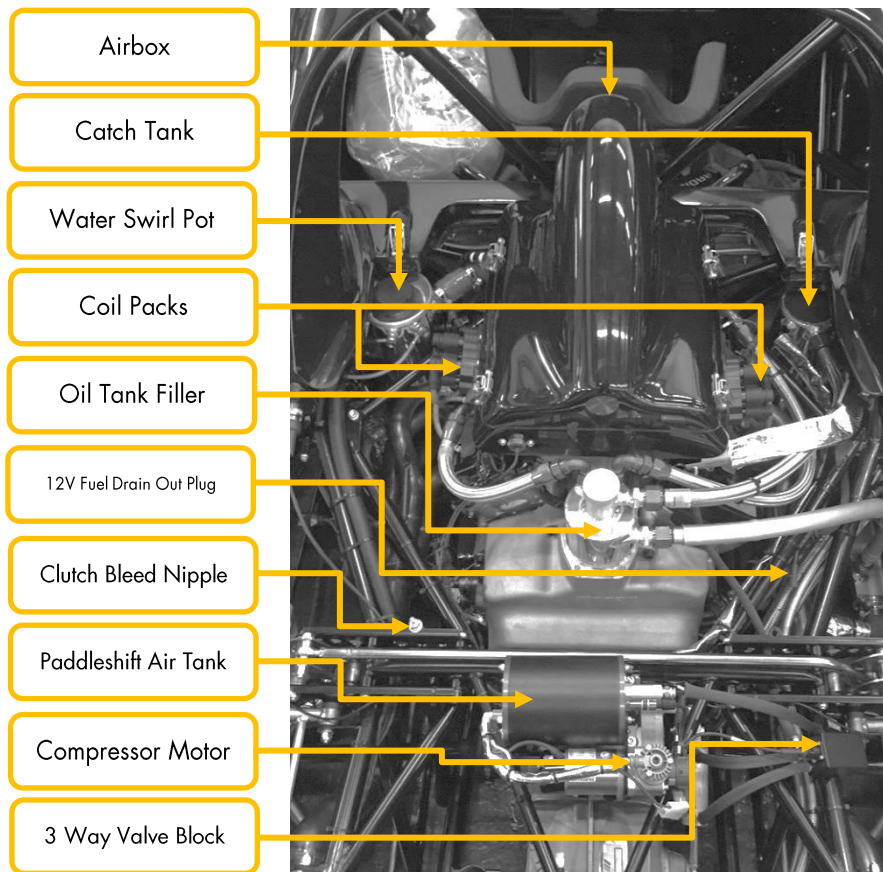 Airbox
Catch Tank
Water Swirl Pot
Coil Packs
Oil Tank Filler
12V Fuel Drain Out Plug
Clutch Bleed Nipple
Paddleshift Air Tank
Compressor Motor
3 Way Valve Block